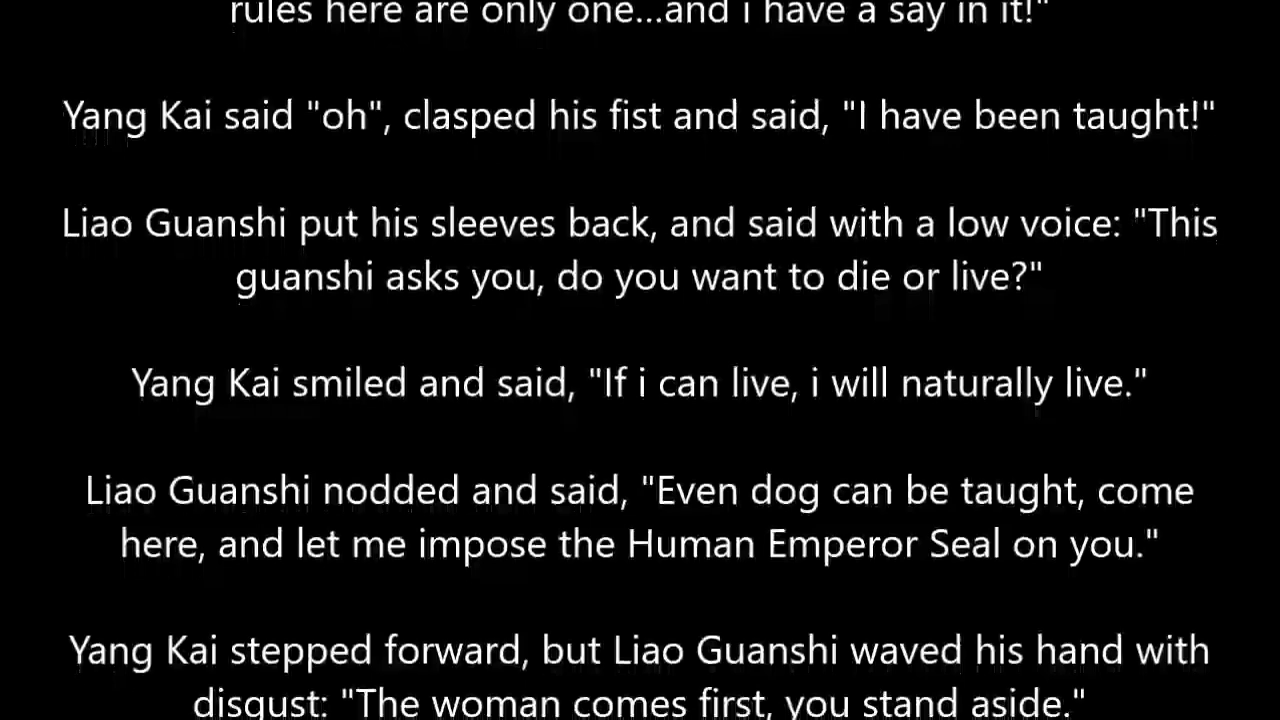 rules here are only one...and i have a say in it!"
Yang Kai said "oh", clasped his fist and said, "I have been taught!"
Liao Guanshi put his sleeves back, and said with a low voice: "This
guanshi asks you, do you want to die or live?"
Yang Kai smiled and said, "If i can live, i will naturally live."
Liao Guanshi nodded and said, "Even dog can be taught, come
here, and let me impose the Human Emperor Seal on you."
Yang Kai stepped forward, but Liao Guanshi waved his hand with
disgust: "The woman comes first, you stand aside."